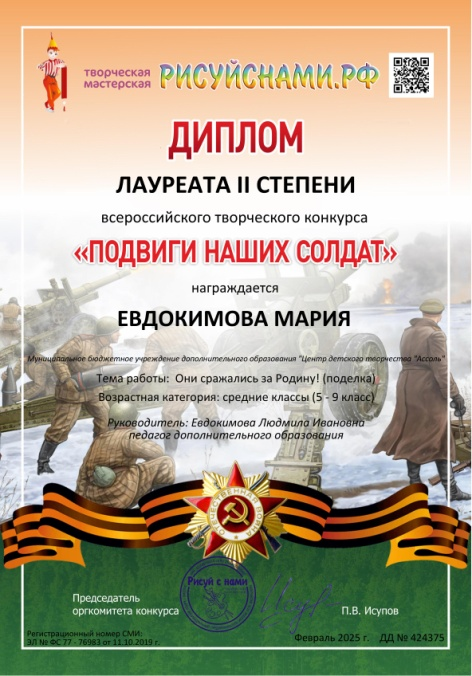 творческая
мастерская
РИСУЙСНАМИ.РФ
ДИПЛОМ
ЛАУРЕАТА II СТЕПЕНИ
всероссийского творческого конкурса
«ПОДВИГИ НАШИХ СОЛДАТ»
награждается
ЕВДОКИМОВА МАРИЯ
Муниципальное бюджетное учреждение дополнительного образования "Центр детского творчества "Ассоль"
Тема работы: Они сражались за Родину! (поделка)
Возрастная категория: средние классы (5 - 9 класс)
Руководитель: Евдокимова Людмила Ивановна
педагог дополнительного образования
ОТЕЧЕСТВЕННАЯ ВОЙНА
Рисуй с нами
Председатель
оргкомитета конкурса
П.В. Исупов
Регистрационный номер СМИ:
ЭЛ № ФС 77 - 76983 от 11.10.2019 г.
Февраль 2025 г. ДД № 424375